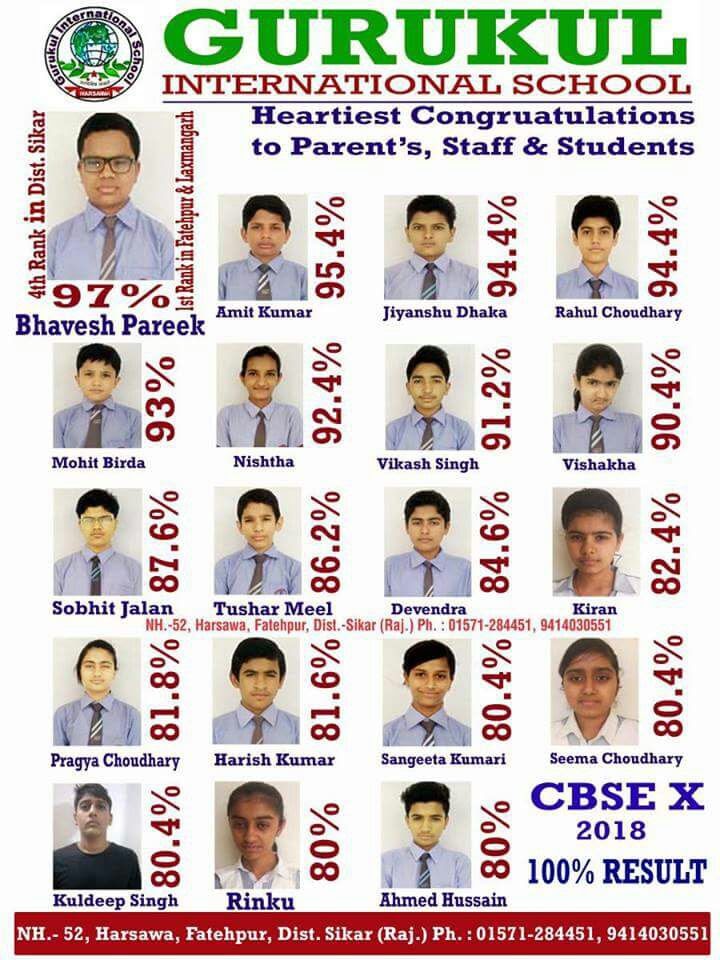 Gurukul International School
HARSAWA
GURUKUL
INTERNATIONAL SCHOOL
Heartiest Congruatulations
to Parent's, Staff & Students
4th Rank in Dist. Sikar
1st Rank in Fatehpur & Laxmangarh
97%
Bhavesh Pareek
95.4%
Amit Kumar
94.4%
Jiyanshu Dhaka
94.4%
Rahul Choudhary
93%
Mohit Birda
92.4%
Nishtha
91.2%
Vikash Singh
90.4%
Vishakha
87.6%
Sobhit Jalan
86.2%
Tushar Meel
84.6%
Devendra
82.4%
Kiran
NH.-52, Harsawa, Fatehpur, Dist.-Sikar (Raj.) Ph. : 01571-284451, 9414030551
81.8%
Pragya Choudhary
81.6%
Harish Kumar
80.4%
Sangeeta Kumari
80.4%
Seema Choudhary
80.4%
Kuldeep Singh
80%
Rinku
80%
Ahmed Hussain
CBSE X
2018
100% RESULT
NH.- 52, Harsawa, Fatehpur, Dist. Sikar (Raj.) Ph. : 01571-284451, 9414030551